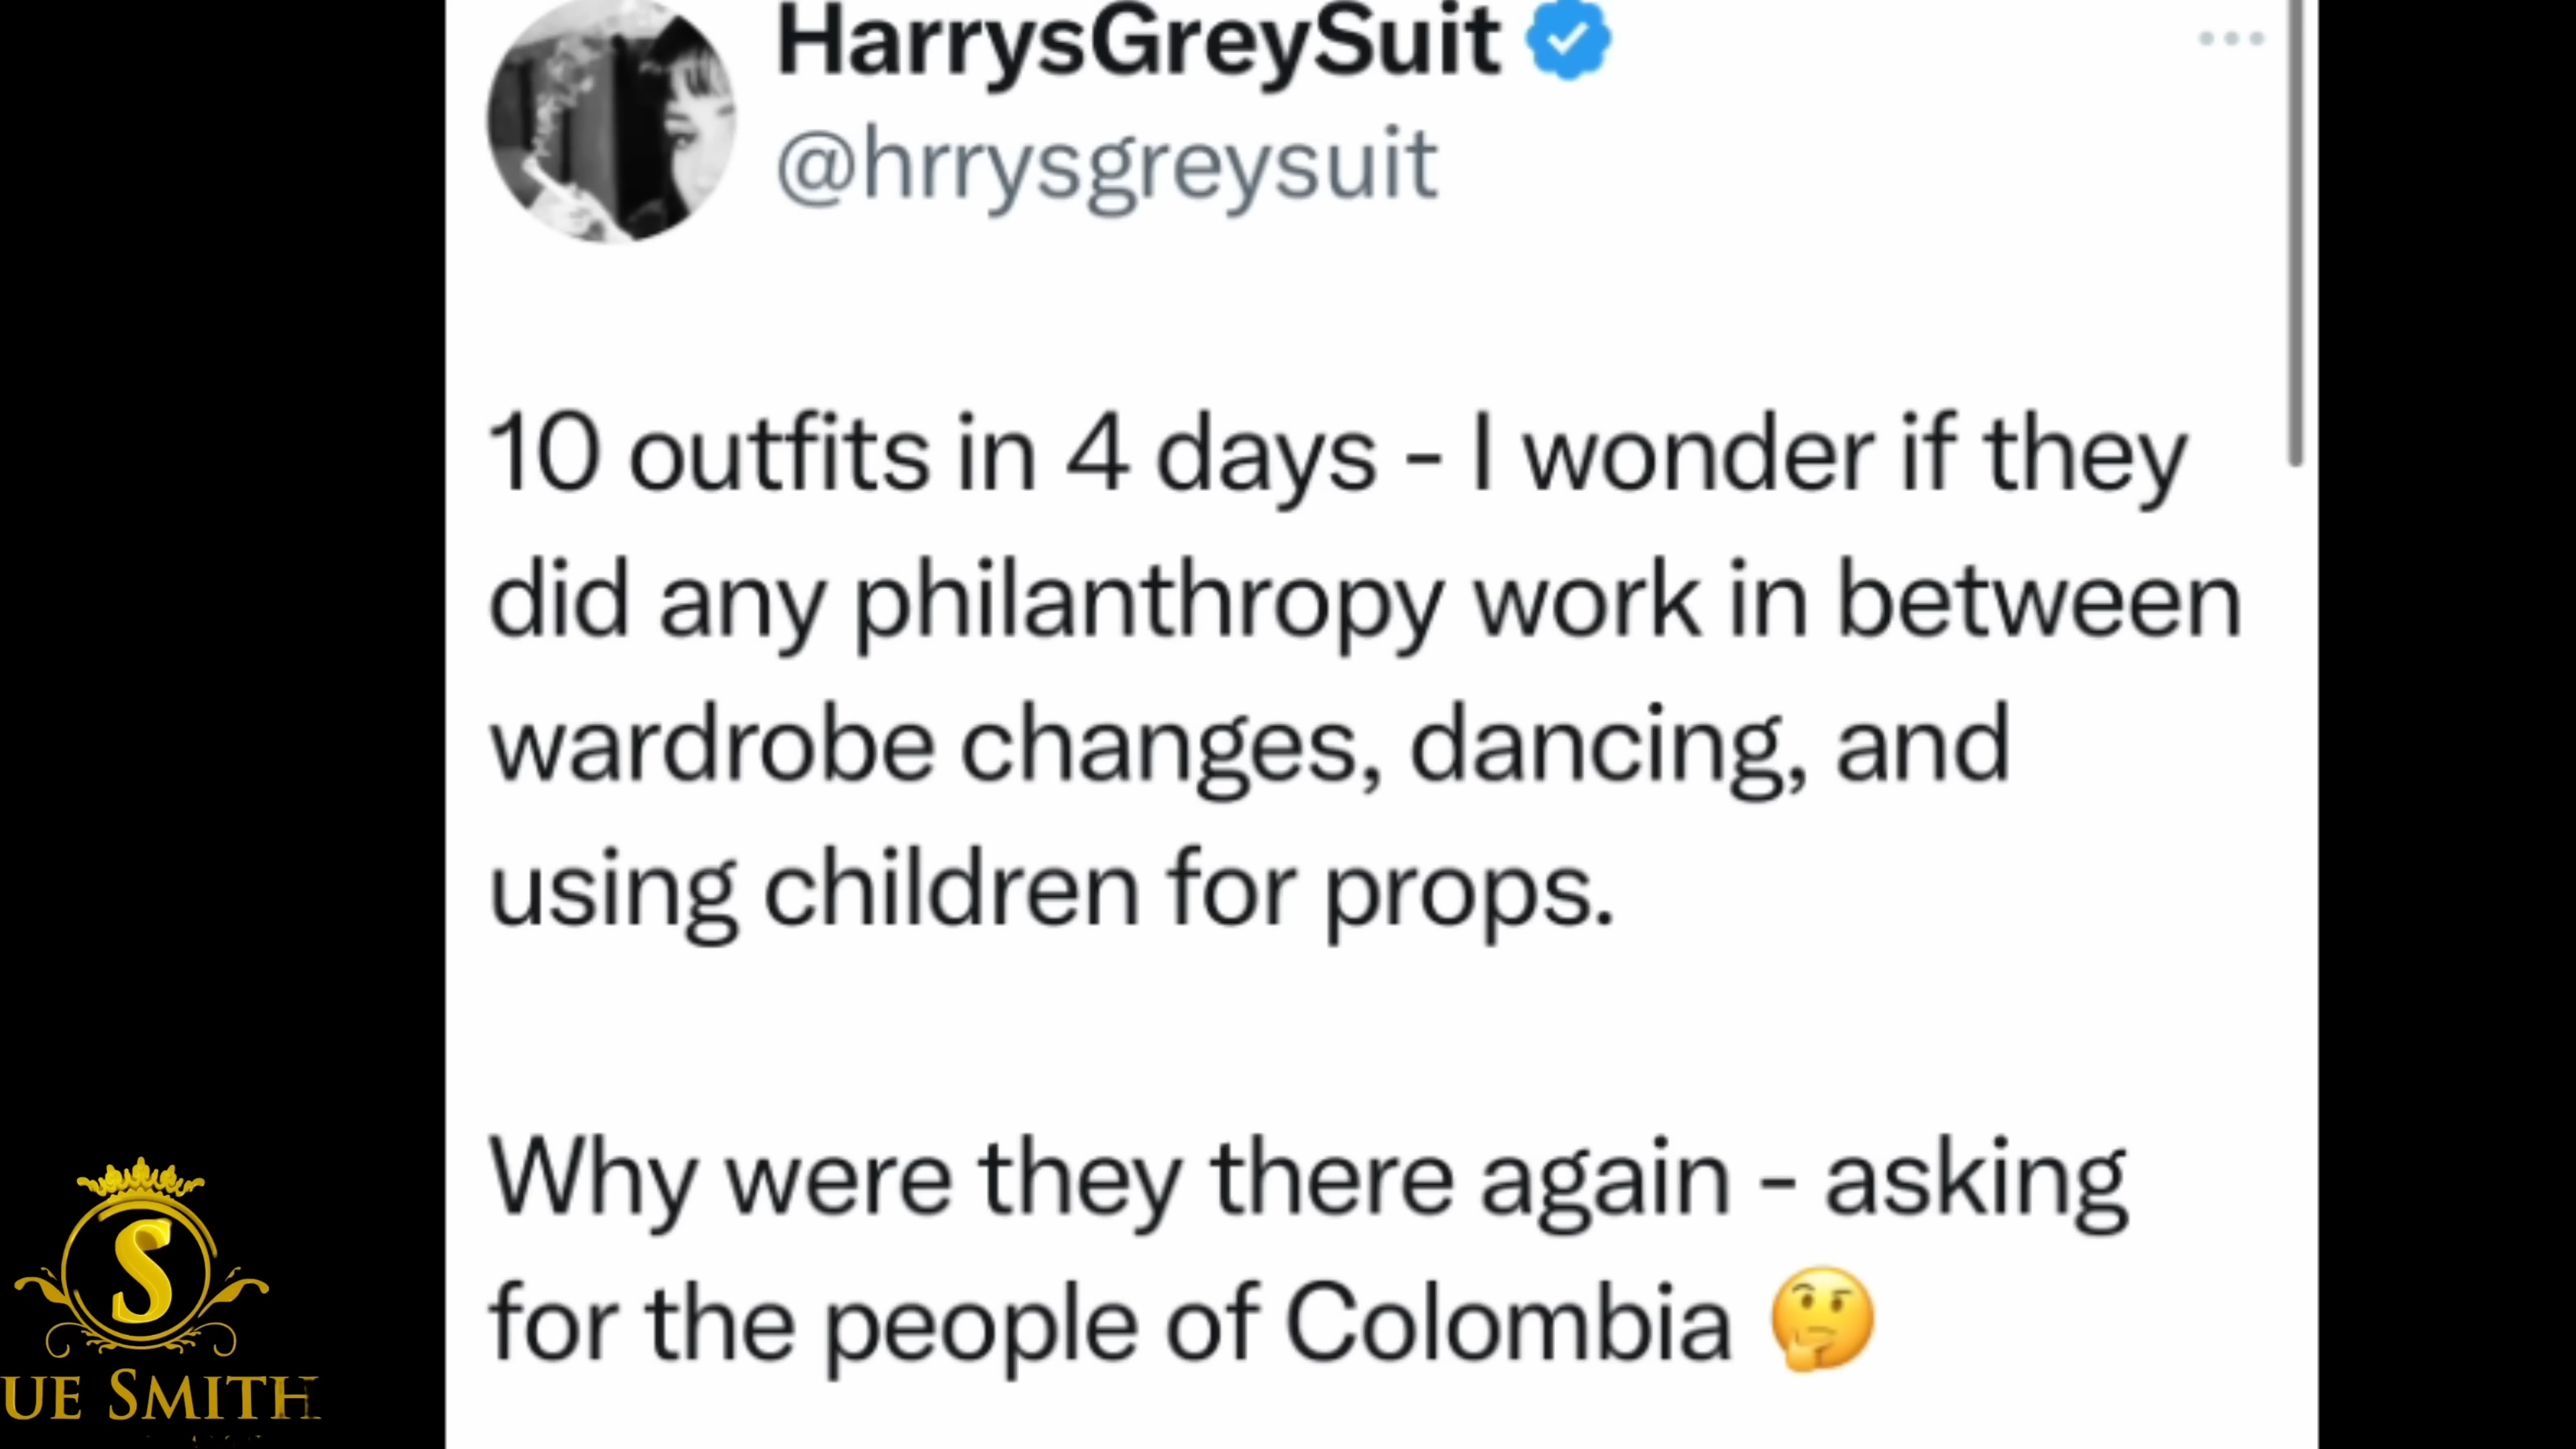 HarrysGreySuit
@hrrysgreysuit
10 outfits in 4 days - I wonder if they
did any philanthropy work in between
wardrobe changes, dancing, and
using children for props.
Why were they there again - asking
for the people of Colombia 🤔
S
UE SMITH